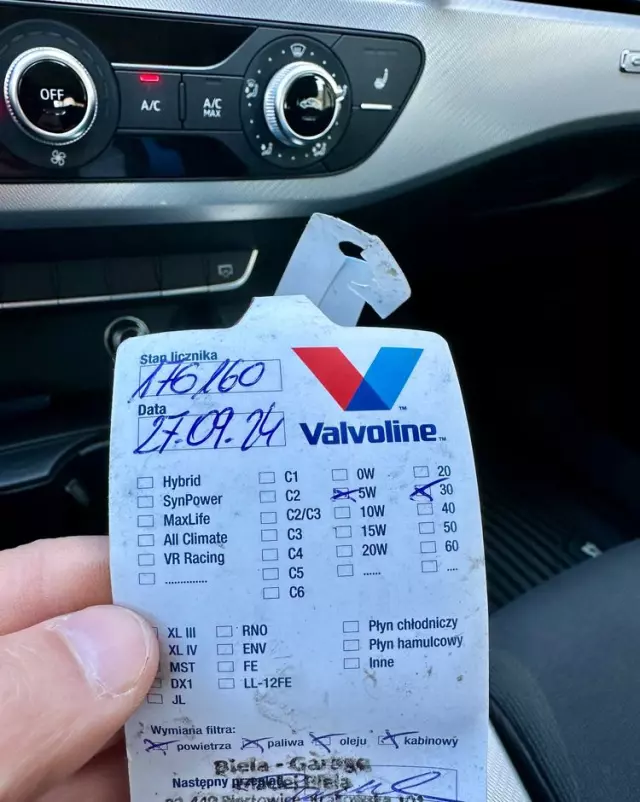 OFF
A/C
A/C
MAX
Stan licznika
176160
Data
27.09.24
Valvoline™
Hybrid C1 0W 20
SynPower C2 5W 30
MaxLife C2/C3 10W 40
All Climate C3 15W 50
VR Racing C4 20W 60
.............. C5 ...... ....
C6
XL III RNO Płyn chłodniczy
XL IV ENV Płyn hamulcowy
MST FE Inne
DX1 LL-12FE
JL
Wymiana filtra:
powietrza paliwa oleju kabinowy
Biela - Garage
Następny